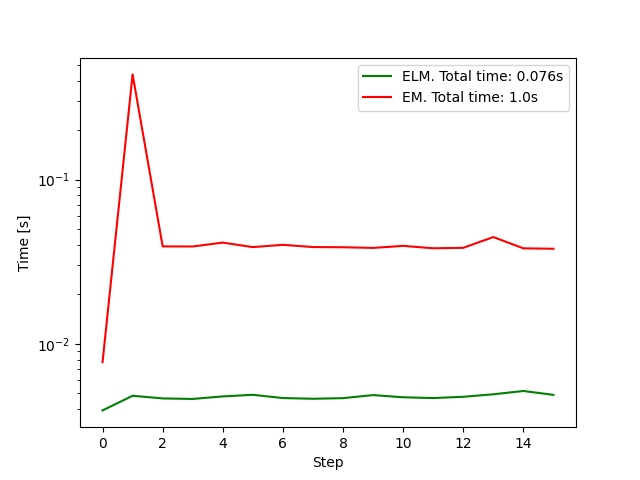 ELM. Total time: 0.076s
EM. Total time: 1.0s
Time [s]
10⁻¹
10⁻²
0 2 4 6 8 10 12 14
Step